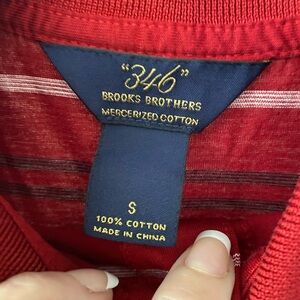 "346"
BROOKS BROTHERS
MERCERIZED COTTON
S
100% COTTON
MADE IN CHINA